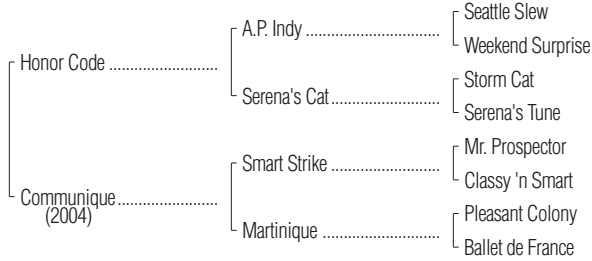 Seattle Slew
A.P. Indy ............................
Weekend Surprise
Honor Code .........................
Storm Cat
Serena's Cat.........................
Serena's Tune
Mr. Prospector
Smart Strike .........................
Classy 'n Smart
Communique.......................
(2004)
Pleasant Colony
Martinique ...........................
Ballet de France